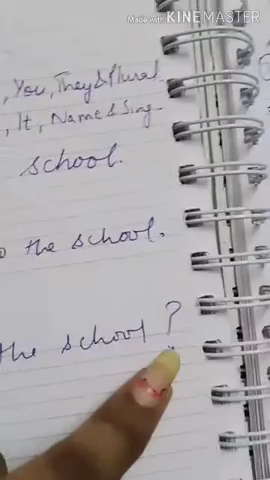 Made with KINEMASTER
, You, They & Plural
, It, Name & Sing
school.
the school.
the school ?